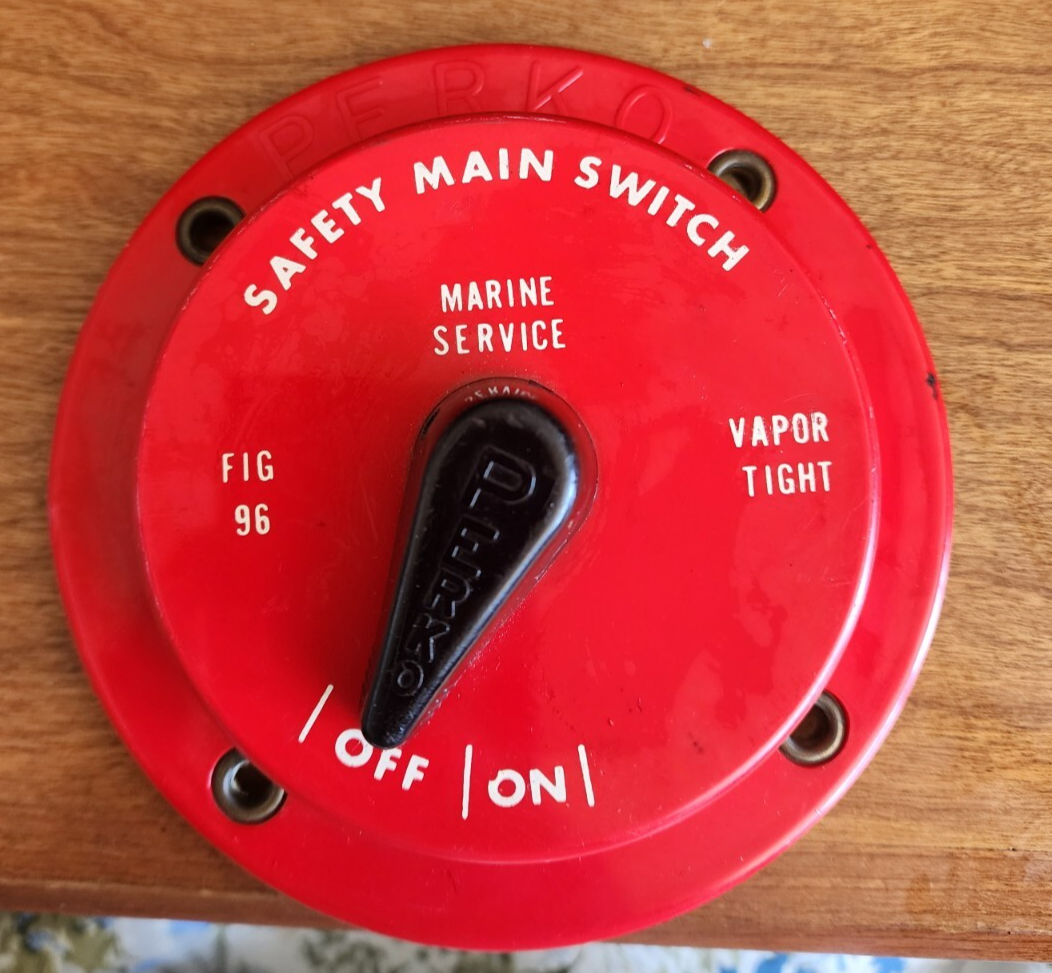 PERKO
SAFETY MAIN SWITCH
MARINE
SERVICE
FIG
96
VAPOR
TIGHT
PERKO
OFF
ON